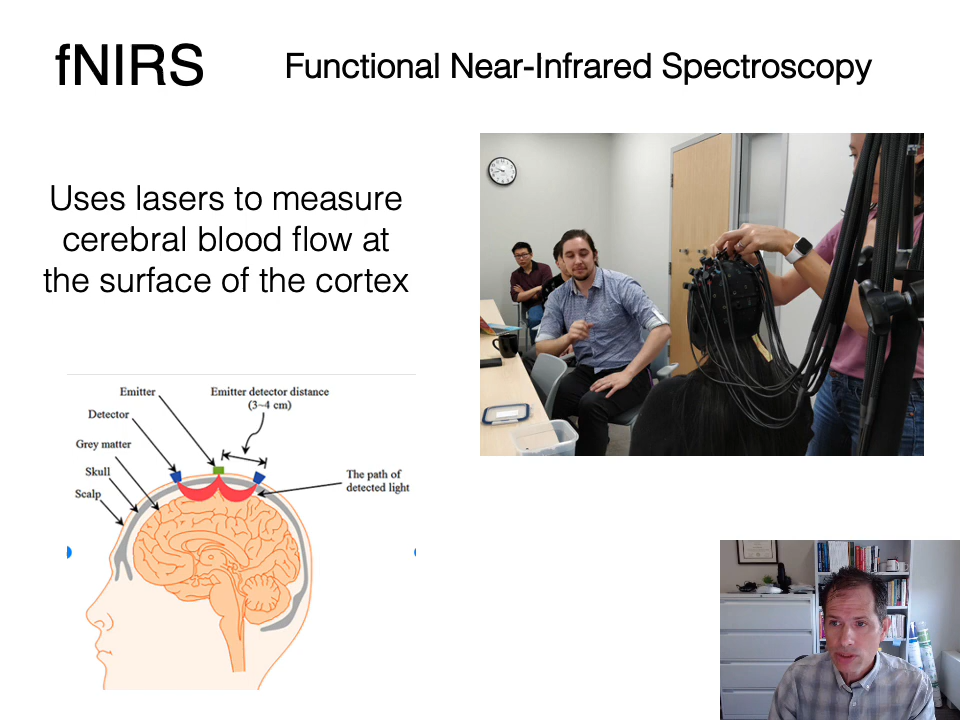 fNIRS
Functional Near-Infrared Spectroscopy
Uses lasers to measure
cerebral blood flow at
the surface of the cortex
Emitter
Emitter detector distance
(3~4 cm)
Detector
Grey matter
Skull
Scalp
The path of
detected light